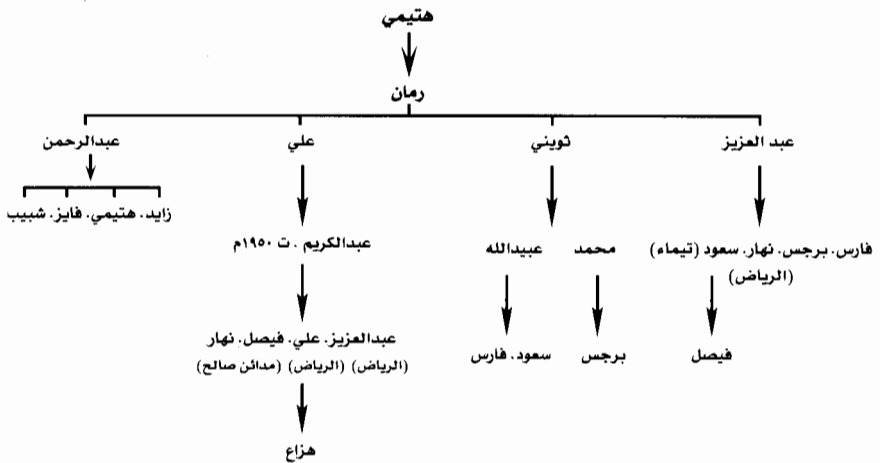 هتيمي
رمان
عبد العزيز
ثويني
علي
عبدالرحمن
فارس. برجس. نهار. سعود (تيماء)
(الرياض)
محمد
عبيدالله
عبدالكريم . ت ١٩٥٠م
زايد. هتيمي. فايز. شبيب
فيصل
برجس
سعود. فارس
عبدالعزيز. علي. فيصل. نهار
(الرياض) (الرياض) (مدائن صالح)
هزاع